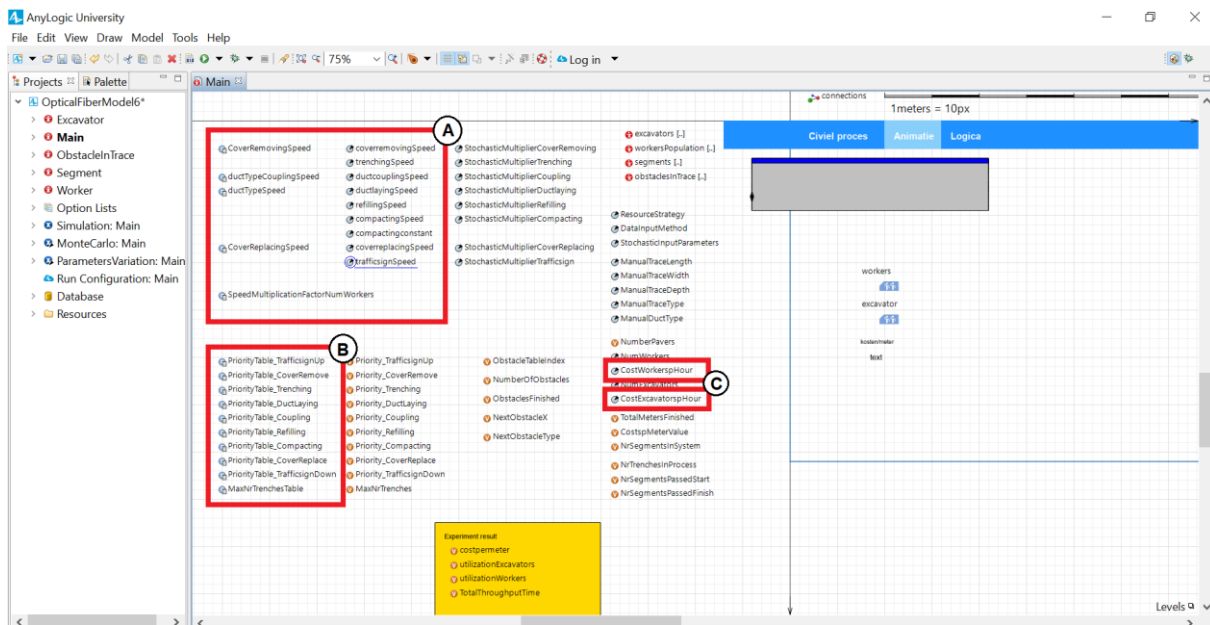 AnyLogic University
File Edit View Draw Model Tools Help
75%
Log in
Projects
Palette
Main
OpticalFiberModel6*
Excavator
Main
ObstacleInTrace
Segment
Worker
Option Lists
Simulation: Main
MonteCarlo: Main
ParametersVariation: Main
Run Configuration: Main
Database
Resources
A
CoverRemovingSpeed
ductTypeCouplingSpeed
ductTypeSpeed
CoverReplacingSpeed
SpeedMultiplicationFactorNumWorkers
coverremovingSpeed
trenchingSpeed
ductcouplingSpeed
ductlayingSpeed
refillingSpeed
compactingSpeed
compactingconstant
coverreplacingSpeed
trafficsignSpeed
StochasticMultiplierCoverRemoving
StochasticMultiplierTrenching
StochasticMultiplierCoupling
StochasticMultiplierDuctlaying
StochasticMultiplierRefilling
StochasticMultiplierCompacting
StochasticMultiplierCoverReplacing
StochasticMultiplierTrafficsign
excavators [..]
workersPopulation [..]
segments [..]
obstaclesInTrace [..]
ResourceStrategy
DataInputMethod
StochasticInputParameters
ManualTraceLength
ManualTraceWidth
ManualTraceDepth
ManualTraceType
ManualDuctType
NumberPavers
NumWorkers
CostWorkerspHour
NumExcavators
CostExcavatorspHour
C
TotalMetersFinished
CostspMeterValue
NrSegmentsInSystem
NrTrenchesInProcess
NrSegmentsPassedStart
NrSegmentsPassedFinish
B
PriorityTable_TrafficsignUp
PriorityTable_CoverRemove
PriorityTable_Trenching
PriorityTable_DuctLaying
PriorityTable_Coupling
PriorityTable_Refilling
PriorityTable_Compacting
PriorityTable_CoverReplace
PriorityTable_TrafficsignDown
MaxNrTrenchesTable
Priority_TrafficsignUp
Priority_CoverRemove
Priority_Trenching
Priority_DuctLaying
Priority_Coupling
Priority_Refilling
Priority_Compacting
Priority_CoverReplace
Priority_TrafficsignDown
MaxNrTrenches
ObstacleTableIndex
NumberOfObstacles
ObstaclesFinished
NextObstacleX
NextObstacleType
Experiment result
costpermeter
utilizationExcavators
utilizationWorkers
TotalThroughputTime
connections
1meters = 10px
Civiel proces
Animatie
Logica
workers
excavator
kosten/meter
text
Levels